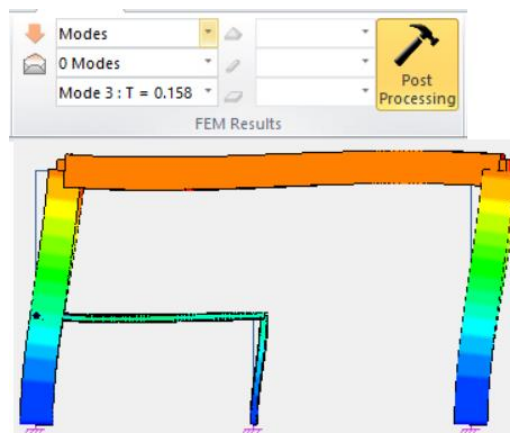 Modes
0 Modes
Mode 3 : T = 0.158
Post
Processing
FEM Results